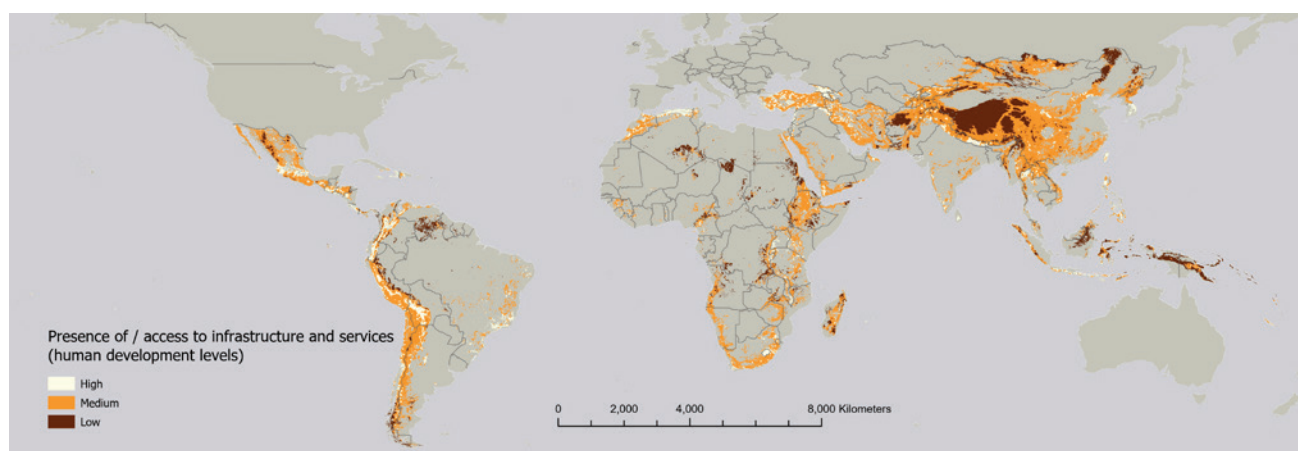 Presence of / access to infrastructure and services
(human development levels)
High
Medium
Low
0 2,000 4,000 8,000 Kilometers